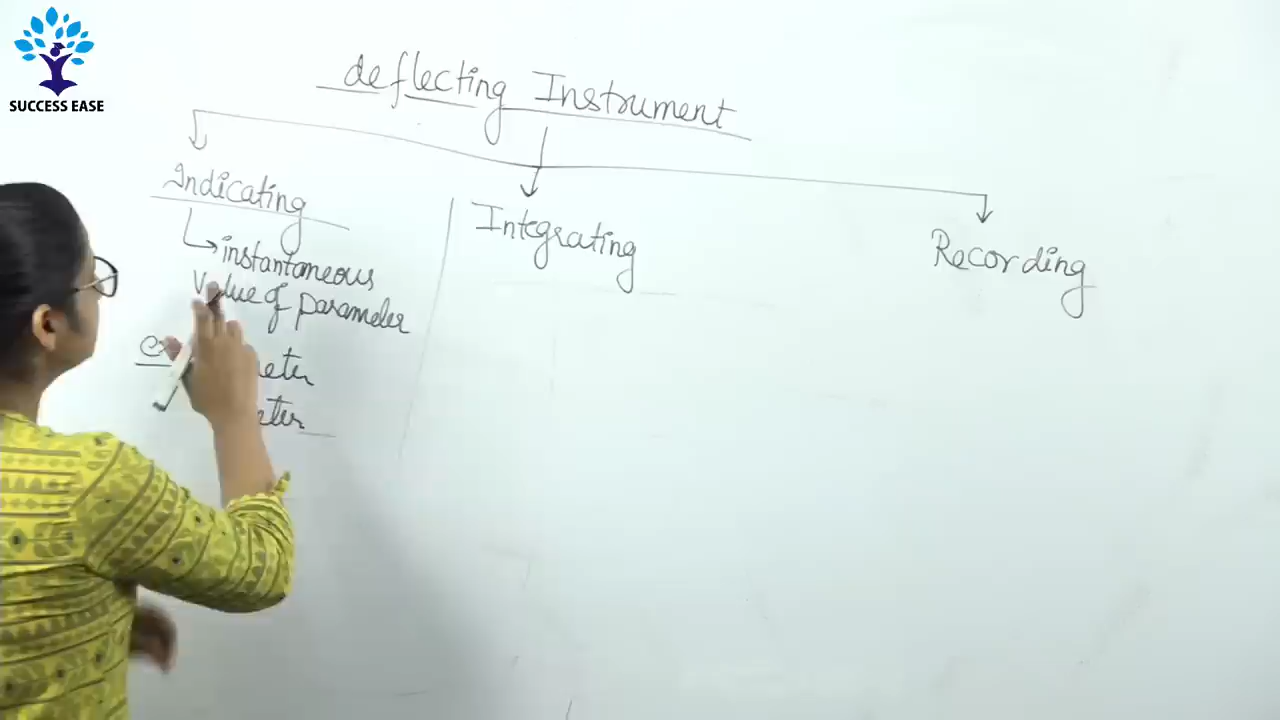 SUCCESS EASE
deflecting Instrument
Indicating
instantaneous
Value of parameter
Integrating
Recording